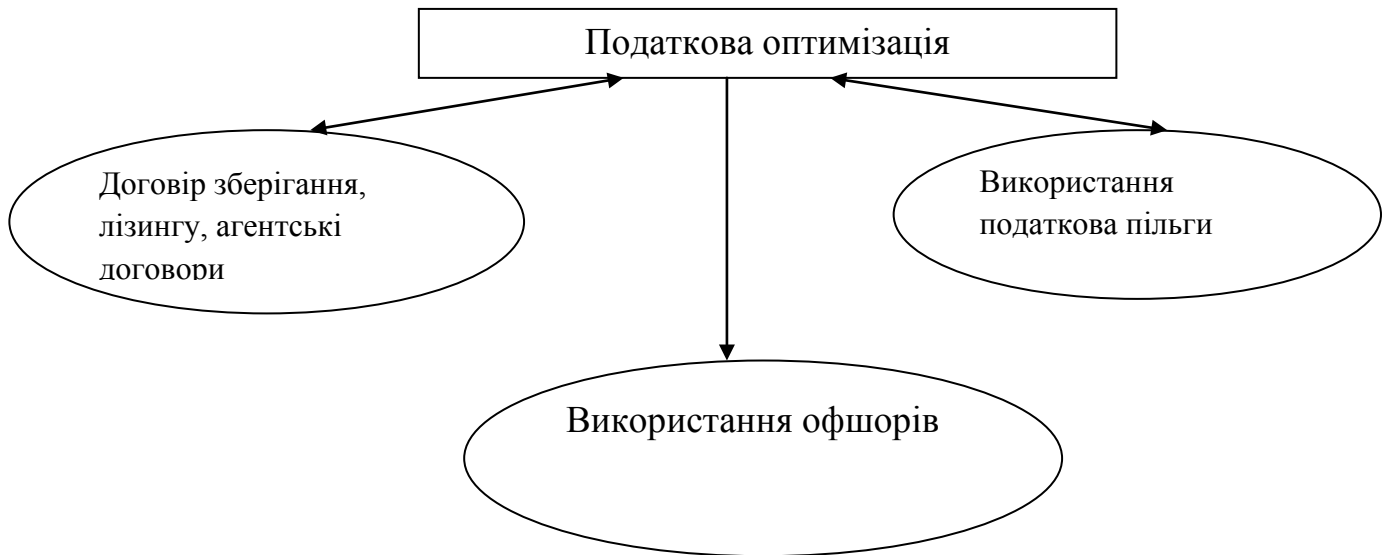 Податкова оптимізація
Договір зберігання,
лізингу, агентські
договори
Використання
податкова пільги
Використання офшорів